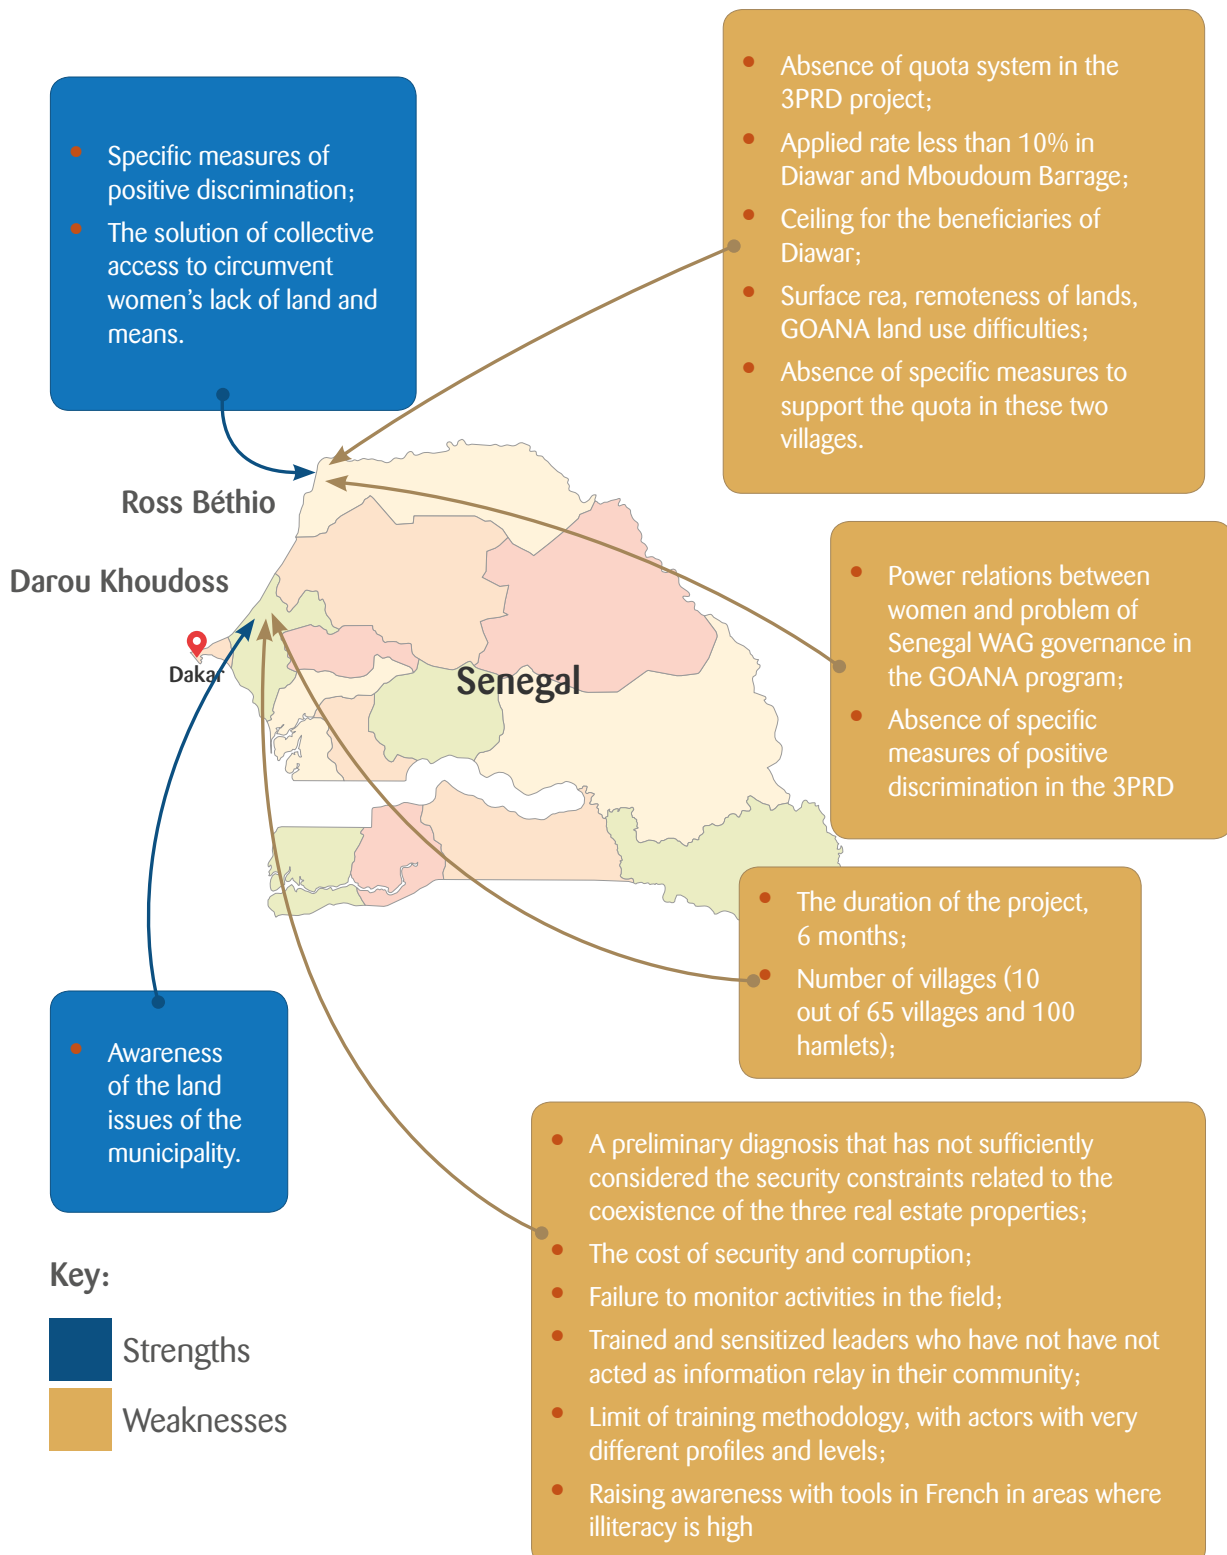 Specific measures of
positive discrimination;
The solution of collective
access to circumvent
women's lack of land and
means.
Absence of quota system in the
3PRD project;
Applied rate less than 10% in
Diawar and Mboudoum Barrage;
Ceiling for the beneficiaries of
Diawar;
Surface rea, remoteness of lands,
GOANA land use difficulties;
Absence of specific measures to
support the quota in these two
villages.
Ross Béthio
Darou Khoudoss
Dakar
Senegal
Power relations between
women and problem of
Senegal WAG governance in
the GOANA program;
Absence of specific
measures of positive
discrimination in the 3PRD
The duration of the project,
6 months;
Number of villages (10
out of 65 villages and 100
hamlets);
Awareness
of the land
issues of the
municipality.
A preliminary diagnosis that has not sufficiently
considered the security constraints related to the
coexistence of the three real estate properties;
The cost of security and corruption;
Failure to monitor activities in the field;
Trained and sensitized leaders who have not have not
acted as information relay in their community;
Limit of training methodology, with actors with very
different profiles and levels;
Raising awareness with tools in French in areas where
illiteracy is high
Key:
Strengths
Weaknesses